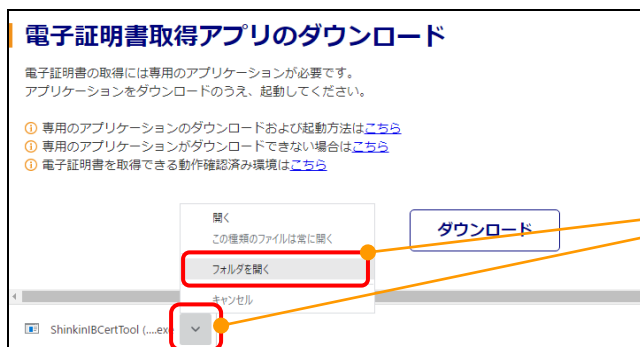 電子証明書取得アプリのダウンロード
電子証明書の取得には専用のアプリケーションが必要です。
アプリケーションをダウンロードのうえ、起動してください。
専用のアプリケーションのダウンロードおよび起動方法はこちら
専用のアプリケーションがダウンロードできない場合はこちら
電子証明書を取得できる動作確認済み環境はこちら
開く
この種類のファイルは常に開く
フォルダを開く
キャンセル
ダウンロード
ShinkinIBCertTool (....exe